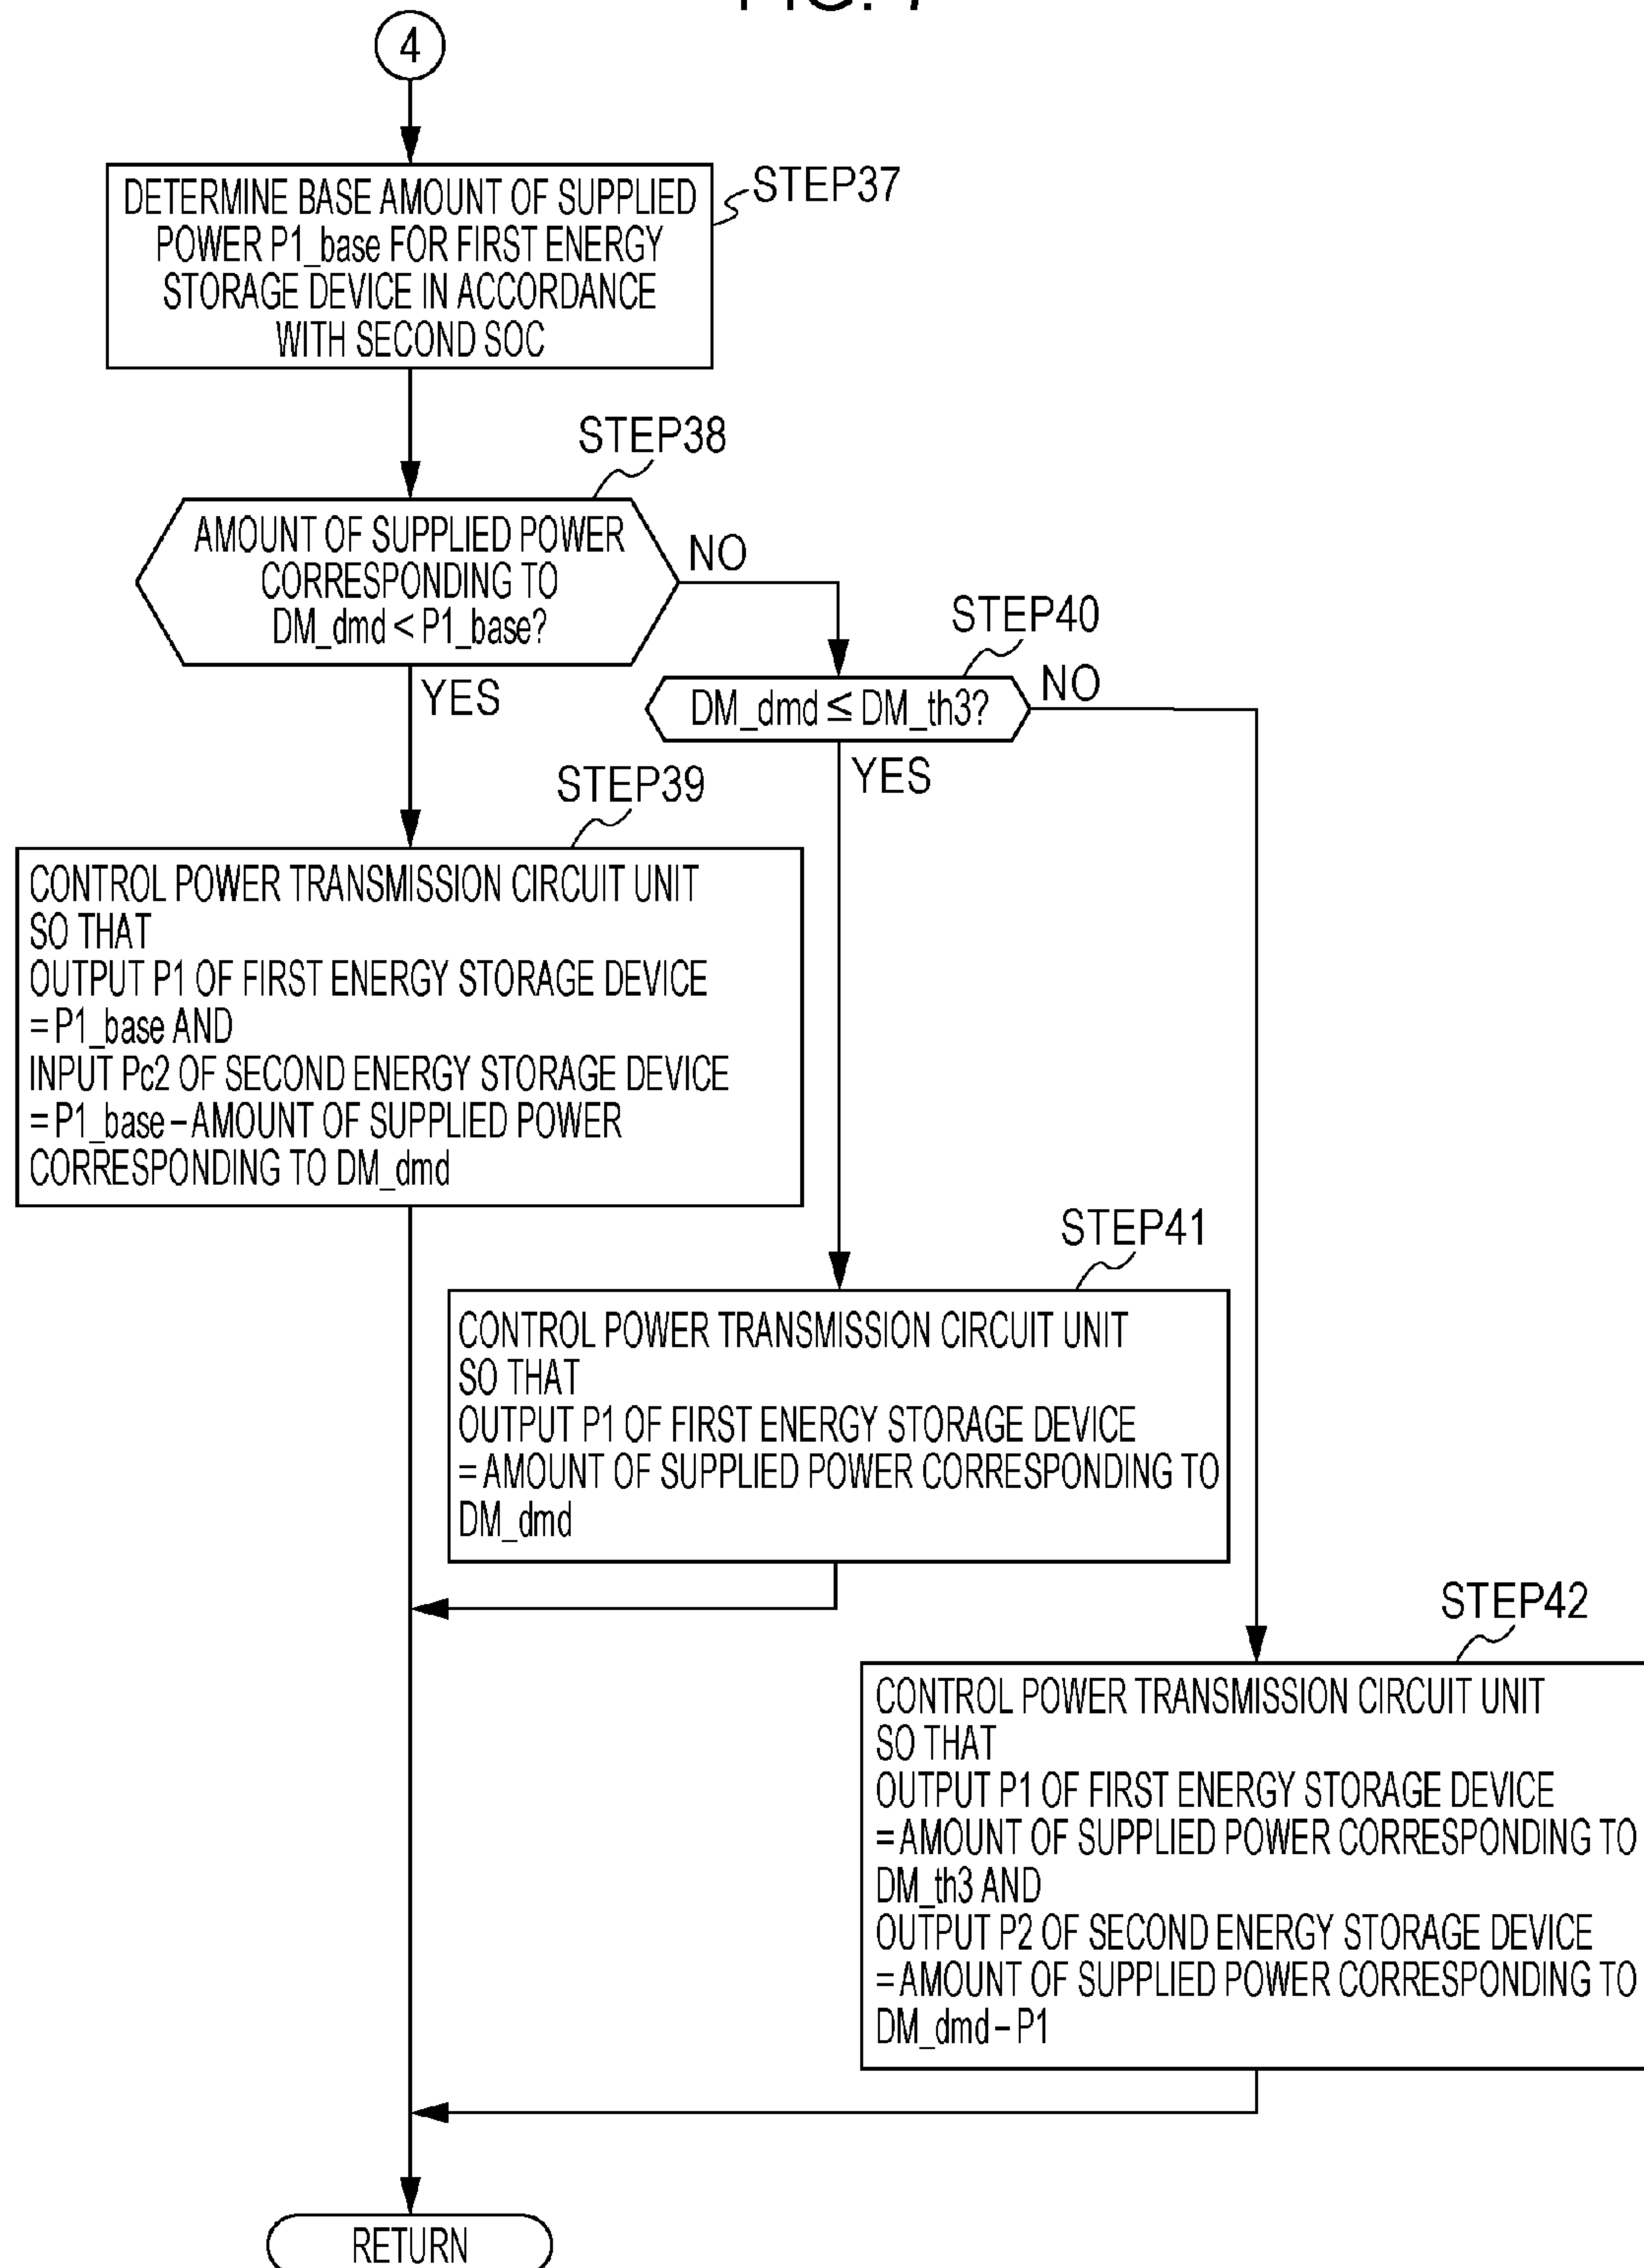 4
DETERMINE BASE AMOUNT OF SUPPLIED
POWER P1_base FOR FIRST ENERGY
STORAGE DEVICE IN ACCORDANCE
WITH SECOND SOC
STEP37
STEP38
AMOUNT OF SUPPLIED POWER
CORRESPONDING TO
DM_dmd < P1_base?
NO
YES
STEP40
DM_dmd ≤ DM_th3?
NO
YES
STEP39
CONTROL POWER TRANSMISSION CIRCUIT UNIT
SO THAT
OUTPUT P1 OF FIRST ENERGY STORAGE DEVICE
= P1_base AND
INPUT Pc2 OF SECOND ENERGY STORAGE DEVICE
= P1_base – AMOUNT OF SUPPLIED POWER
CORRESPONDING TO DM_dmd
STEP41
CONTROL POWER TRANSMISSION CIRCUIT UNIT
SO THAT
OUTPUT P1 OF FIRST ENERGY STORAGE DEVICE
= AMOUNT OF SUPPLIED POWER CORRESPONDING TO
DM_dmd
STEP42
CONTROL POWER TRANSMISSION CIRCUIT UNIT
SO THAT
OUTPUT P1 OF FIRST ENERGY STORAGE DEVICE
= AMOUNT OF SUPPLIED POWER CORRESPONDING TO
DM_th3 AND
OUTPUT P2 OF SECOND ENERGY STORAGE DEVICE
= AMOUNT OF SUPPLIED POWER CORRESPONDING TO
DM_dmd – P1
RETURN